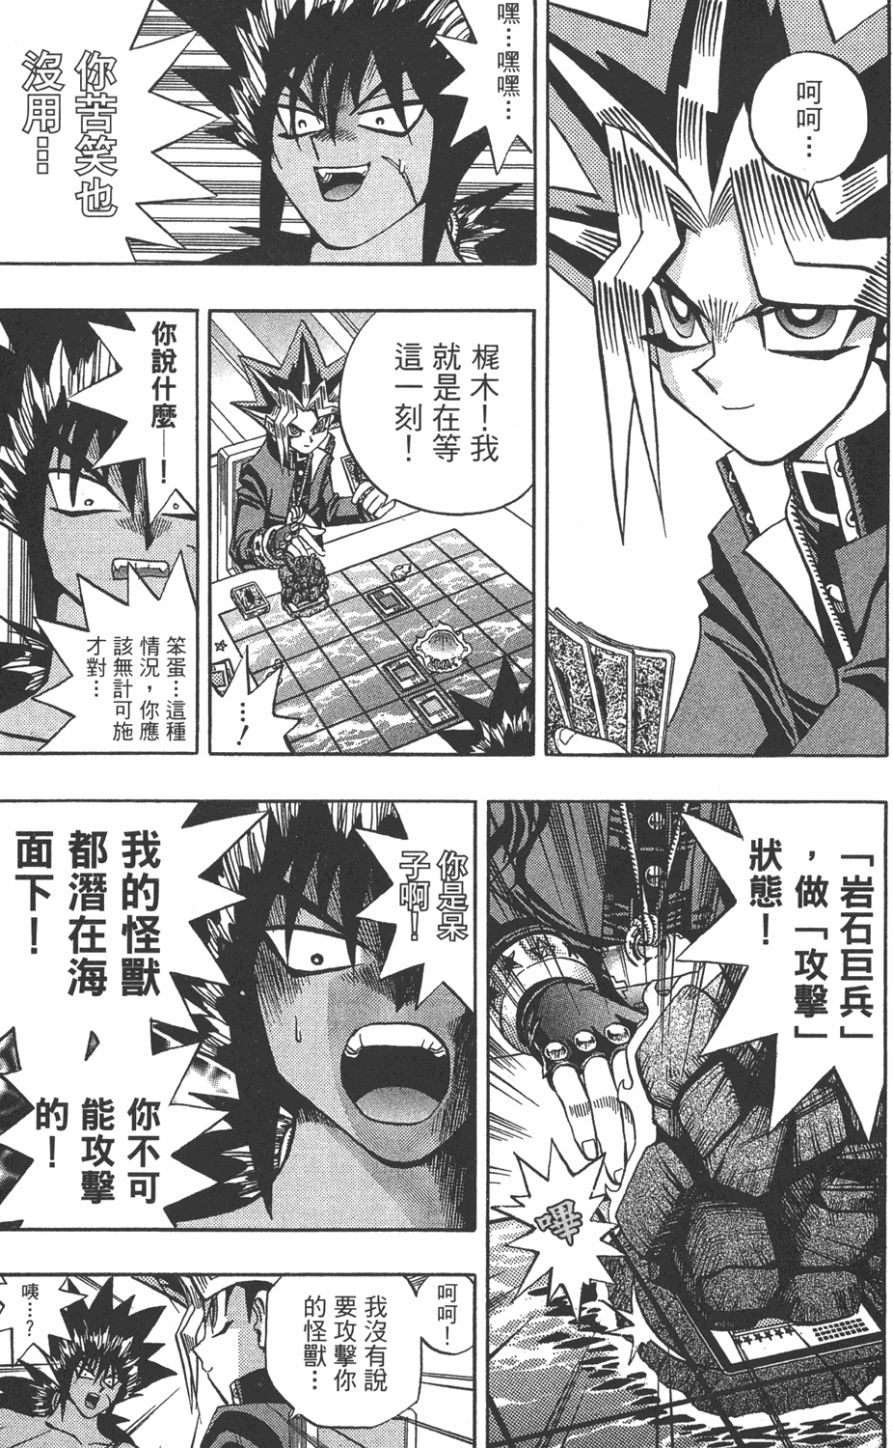 呵呵…
嘿…嘿嘿…
你苦笑也
沒用…
梶木！我
就是在等
這一刻！
…！
你說什麼—！
笨蛋…這種
情況，你應
該無計可施
才對…
「岩石巨兵」
，做「攻擊」
狀態！
嗶
你是呆
子啊！
我的怪獸
都潛在海
面下！
，
你不可
能攻擊
的！
呵呵！
我沒有說
要攻擊你
的怪獸…
咦…？